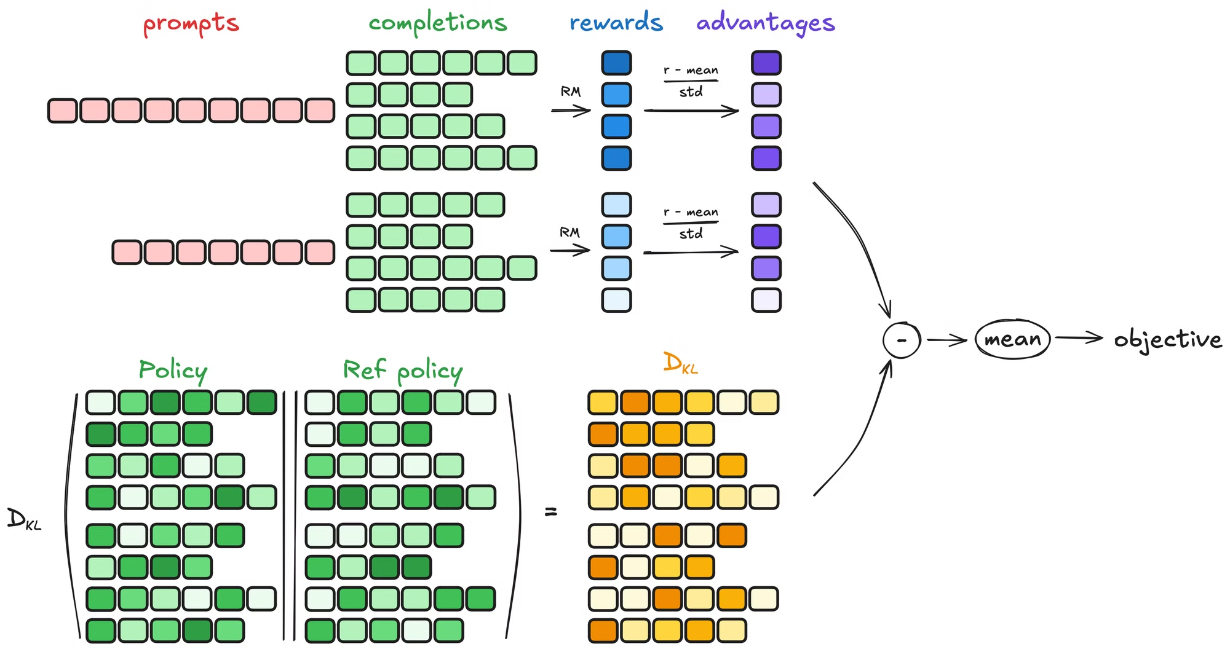 prompts
completions
rewards
advantages
RM
r - mean
std
RM
r - mean
std
-
mean
objective
Policy
Ref policy
DKL
DKL
=